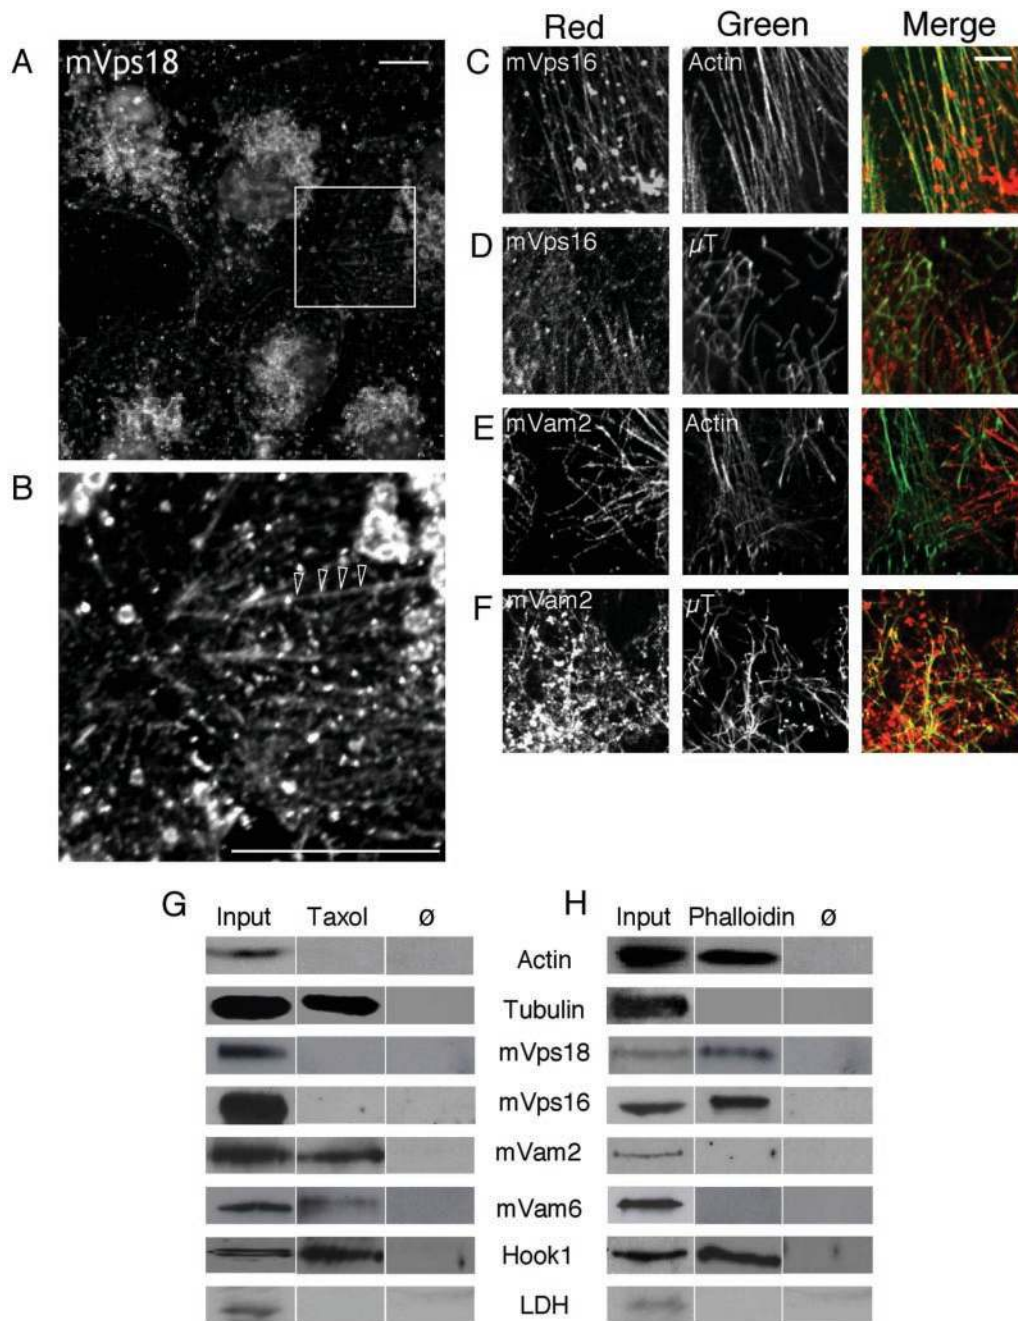 Red Green Merge
A mVps18
B
C mVps16 Actin
D mVps16 µT
E mVam2 Actin
F mVam2 µT
G Input Taxol ø
H Input Phalloidin ø
Actin
Tubulin
mVps18
mVps16
mVam2
mVam6
Hook1
LDH